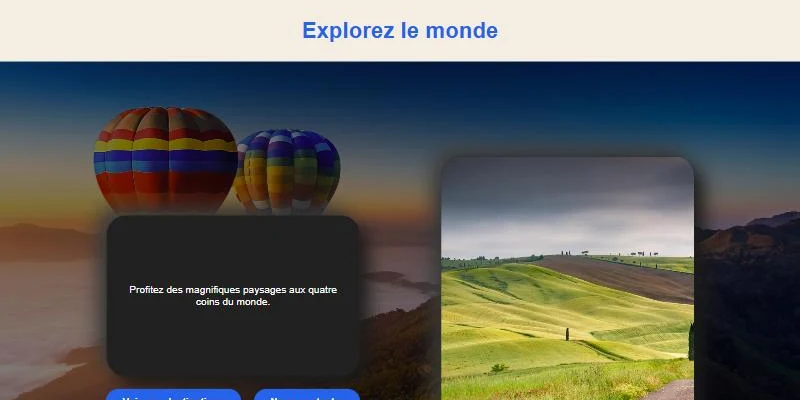 Explorez le monde
Profitez des magnifiques paysages aux quatre
coins du monde.